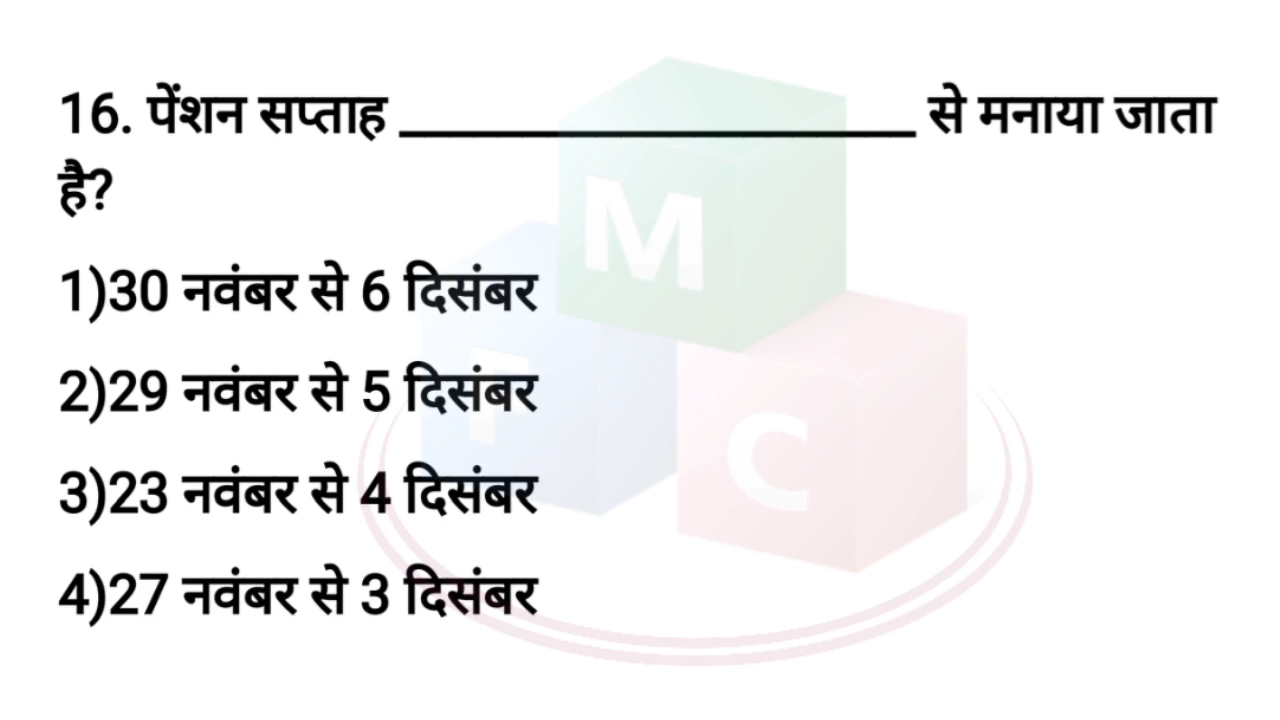 16. पेंशन सप्ताह ____________________ से मनाया जाता
है?
1)30 नवंबर से 6 दिसंबर
2)29 नवंबर से 5 दिसंबर
3)23 नवंबर से 4 दिसंबर
4)27 नवंबर से 3 दिसंबर
M
F
C